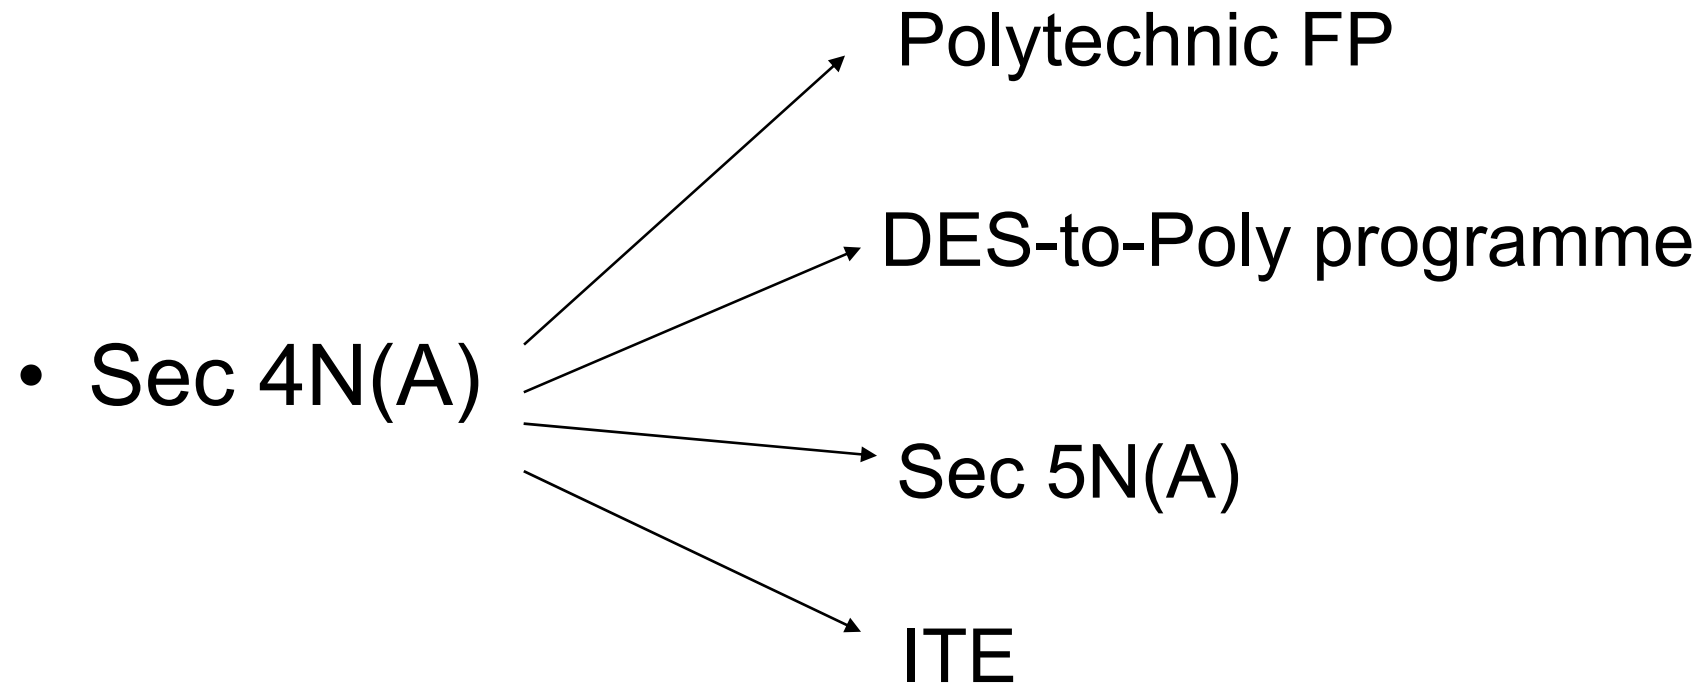 Polytechnic FP
DES-to-Poly programme
• Sec 4N(A)
Sec 5N(A)
ITE